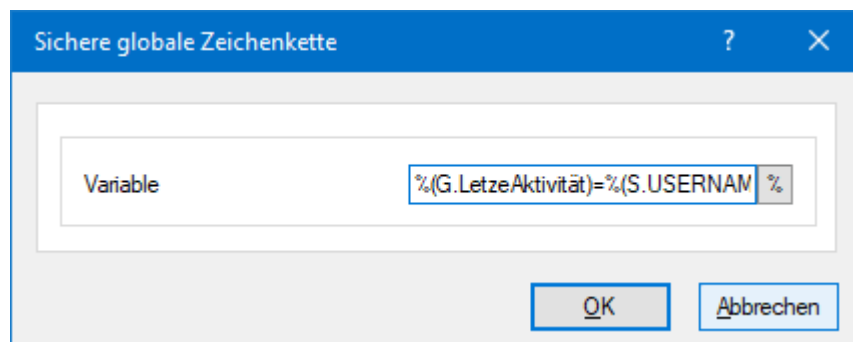 Sichere globale Zeichenkette ? ×
Variable %(G.LetzeAktivität)=%(S.USERNAM %
OK Abbrechen